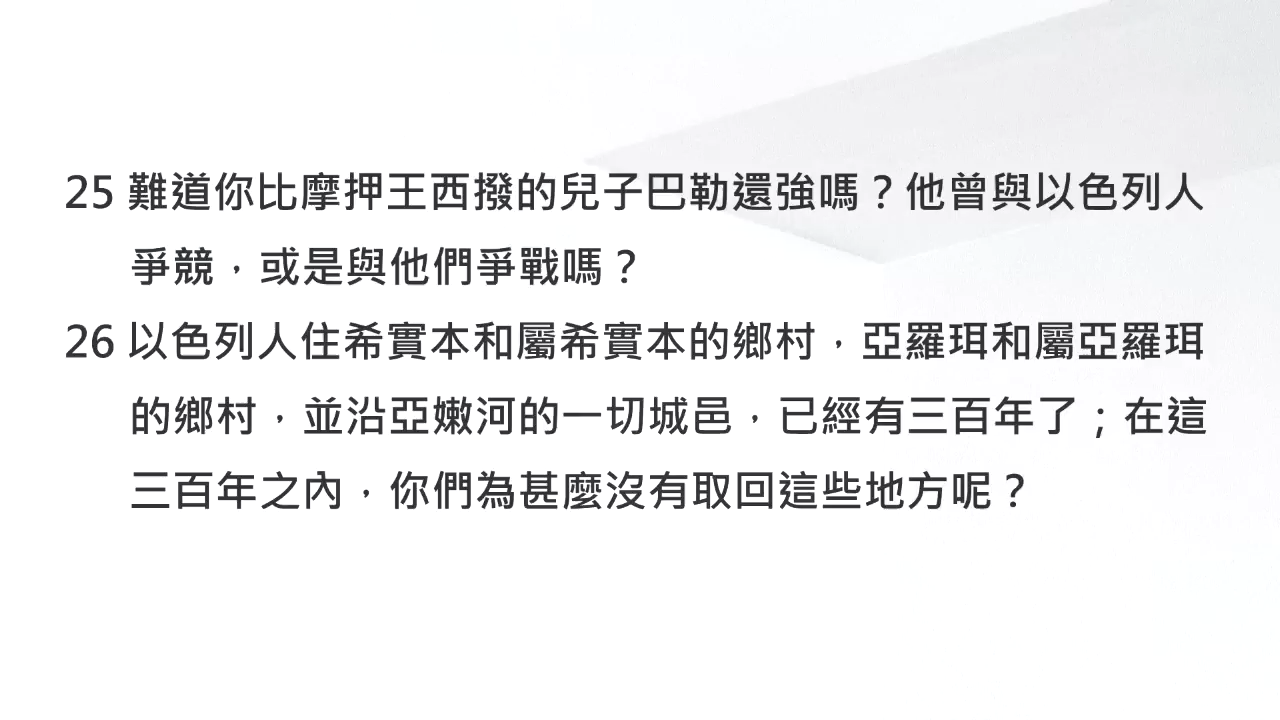 25 難道你比摩押王西撥的兒子巴勒還強嗎？他曾與以色列人
爭競，或是與他們爭戰嗎？
26 以色列人住希實本和屬希實本的鄉村，亞羅珥和屬亞羅珥
的鄉村，並沿亞嫩河的一切城邑，已經有三百年了；在這
三百年之內，你們為甚麼沒有取回這些地方呢？